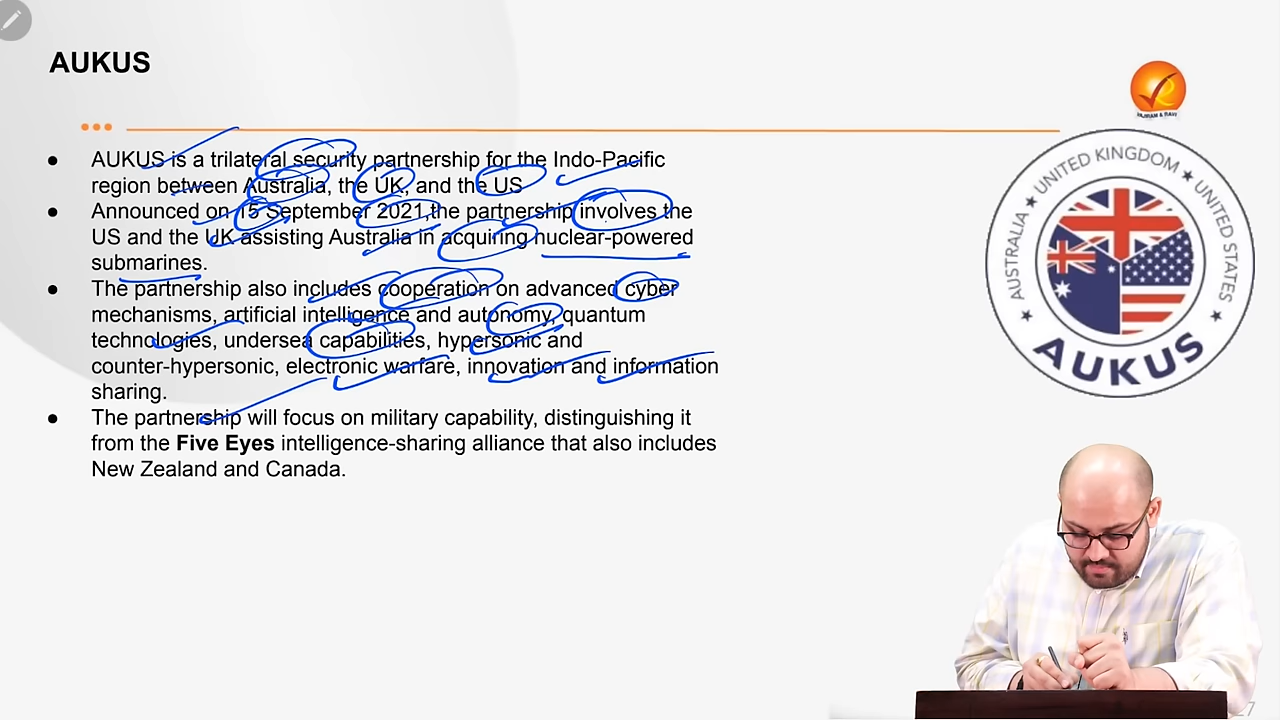 AUKUS
VAJIRAM & RAVI
● AUKUS is a trilateral security partnership for the Indo-Pacific
region between Australia, the UK, and the US
● Announced on 15 September 2021,the partnership involves the
US and the UK assisting Australia in acquiring nuclear-powered
submarines.
● The partnership also includes cooperation on advanced cyber
mechanisms, artificial intelligence and autonomy, quantum
technologies, undersea capabilities, hypersonic and
counter-hypersonic, electronic warfare, innovation and information
sharing.
● The partnership will focus on military capability, distinguishing it
from the Five Eyes intelligence-sharing alliance that also includes
New Zealand and Canada.
AUSTRALIA ★ UNITED KINGDOM ★ UNITED STATES ★
AUKUS
27